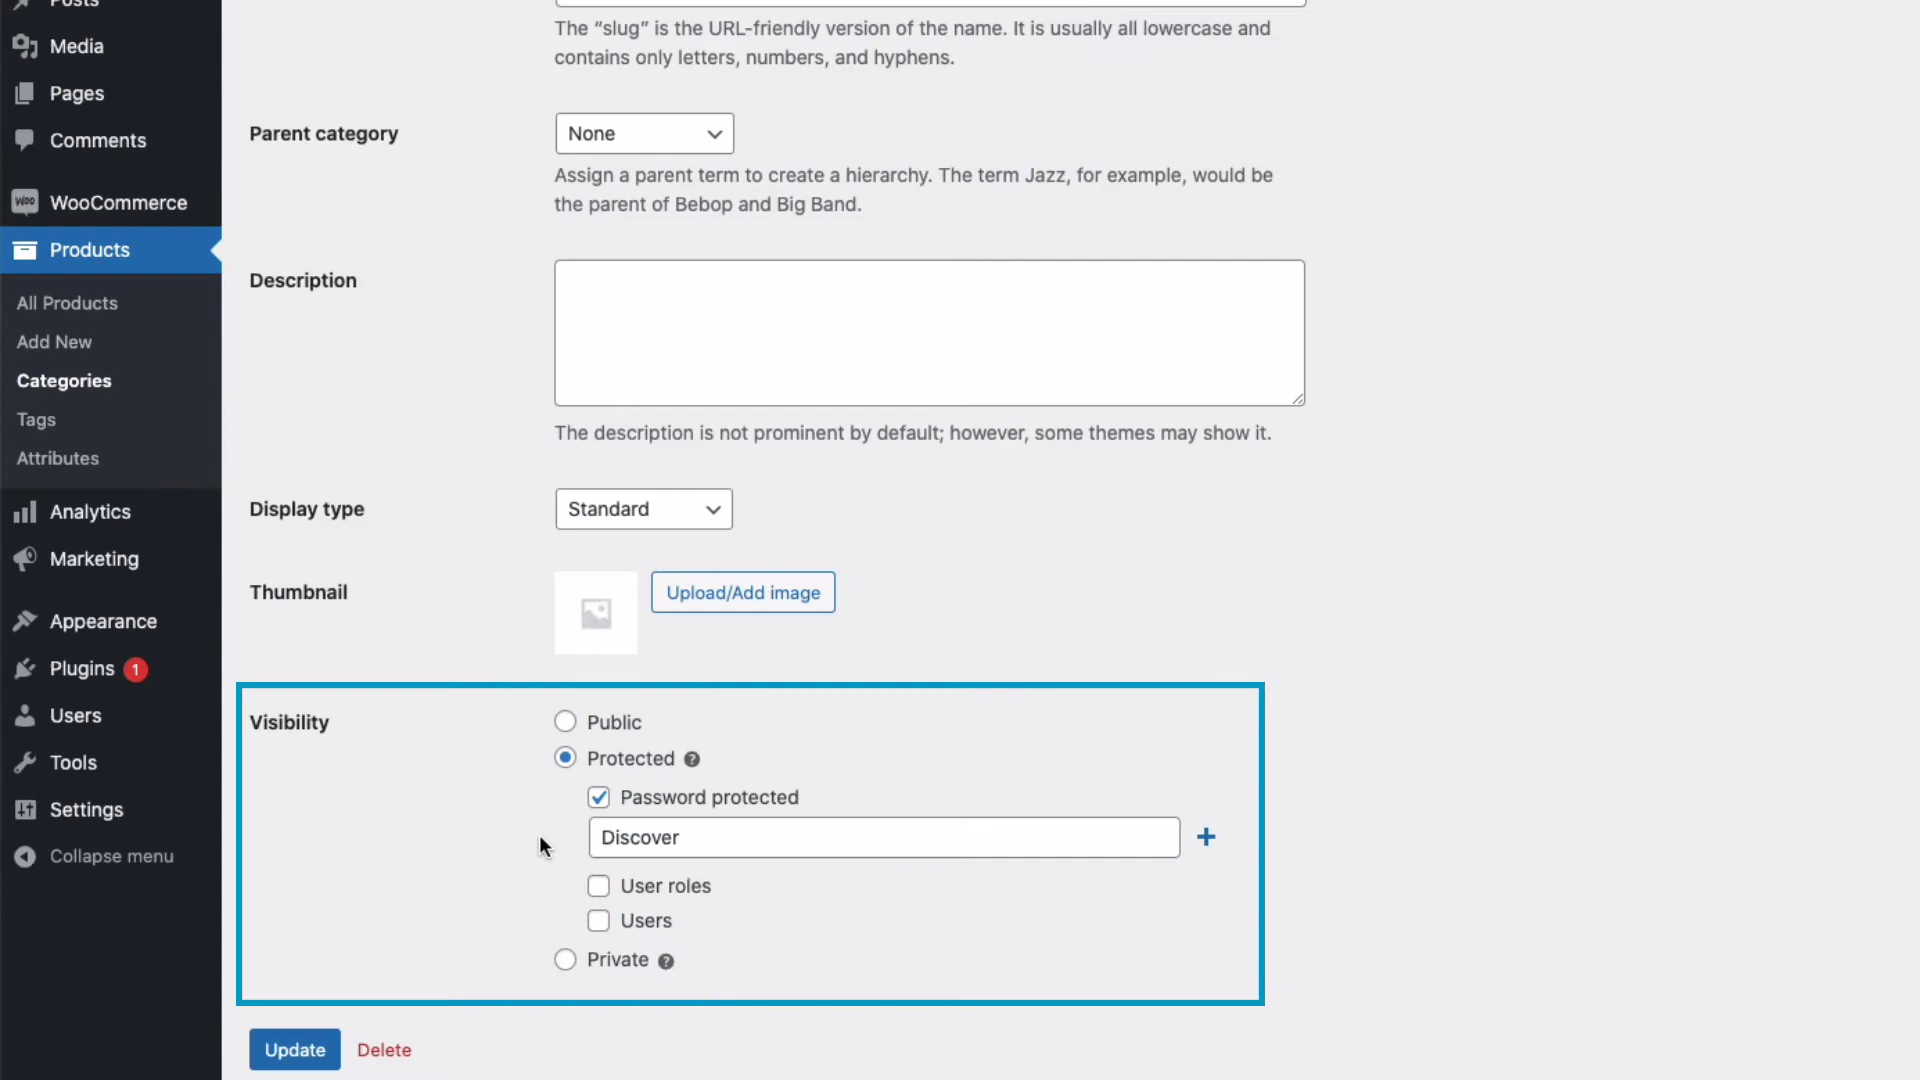 Posts
Media
Pages
Comments
WooCommerce
Products
All Products
Add New
Categories
Tags
Attributes
Analytics
Marketing
Appearance
Plugins 1
Users
Tools
Settings
Collapse menu
The “slug” is the URL-friendly version of the name. It is usually all lowercase and
contains only letters, numbers, and hyphens.
Parent category
None
Assign a parent term to create a hierarchy. The term Jazz, for example, would be
the parent of Bebop and Big Band.
Description
The description is not prominent by default; however, some themes may show it.
Display type
Standard
Thumbnail
Upload/Add image
Visibility
Public
Protected ?
Password protected
Discover +
User roles
Users
Private ?
Update Delete